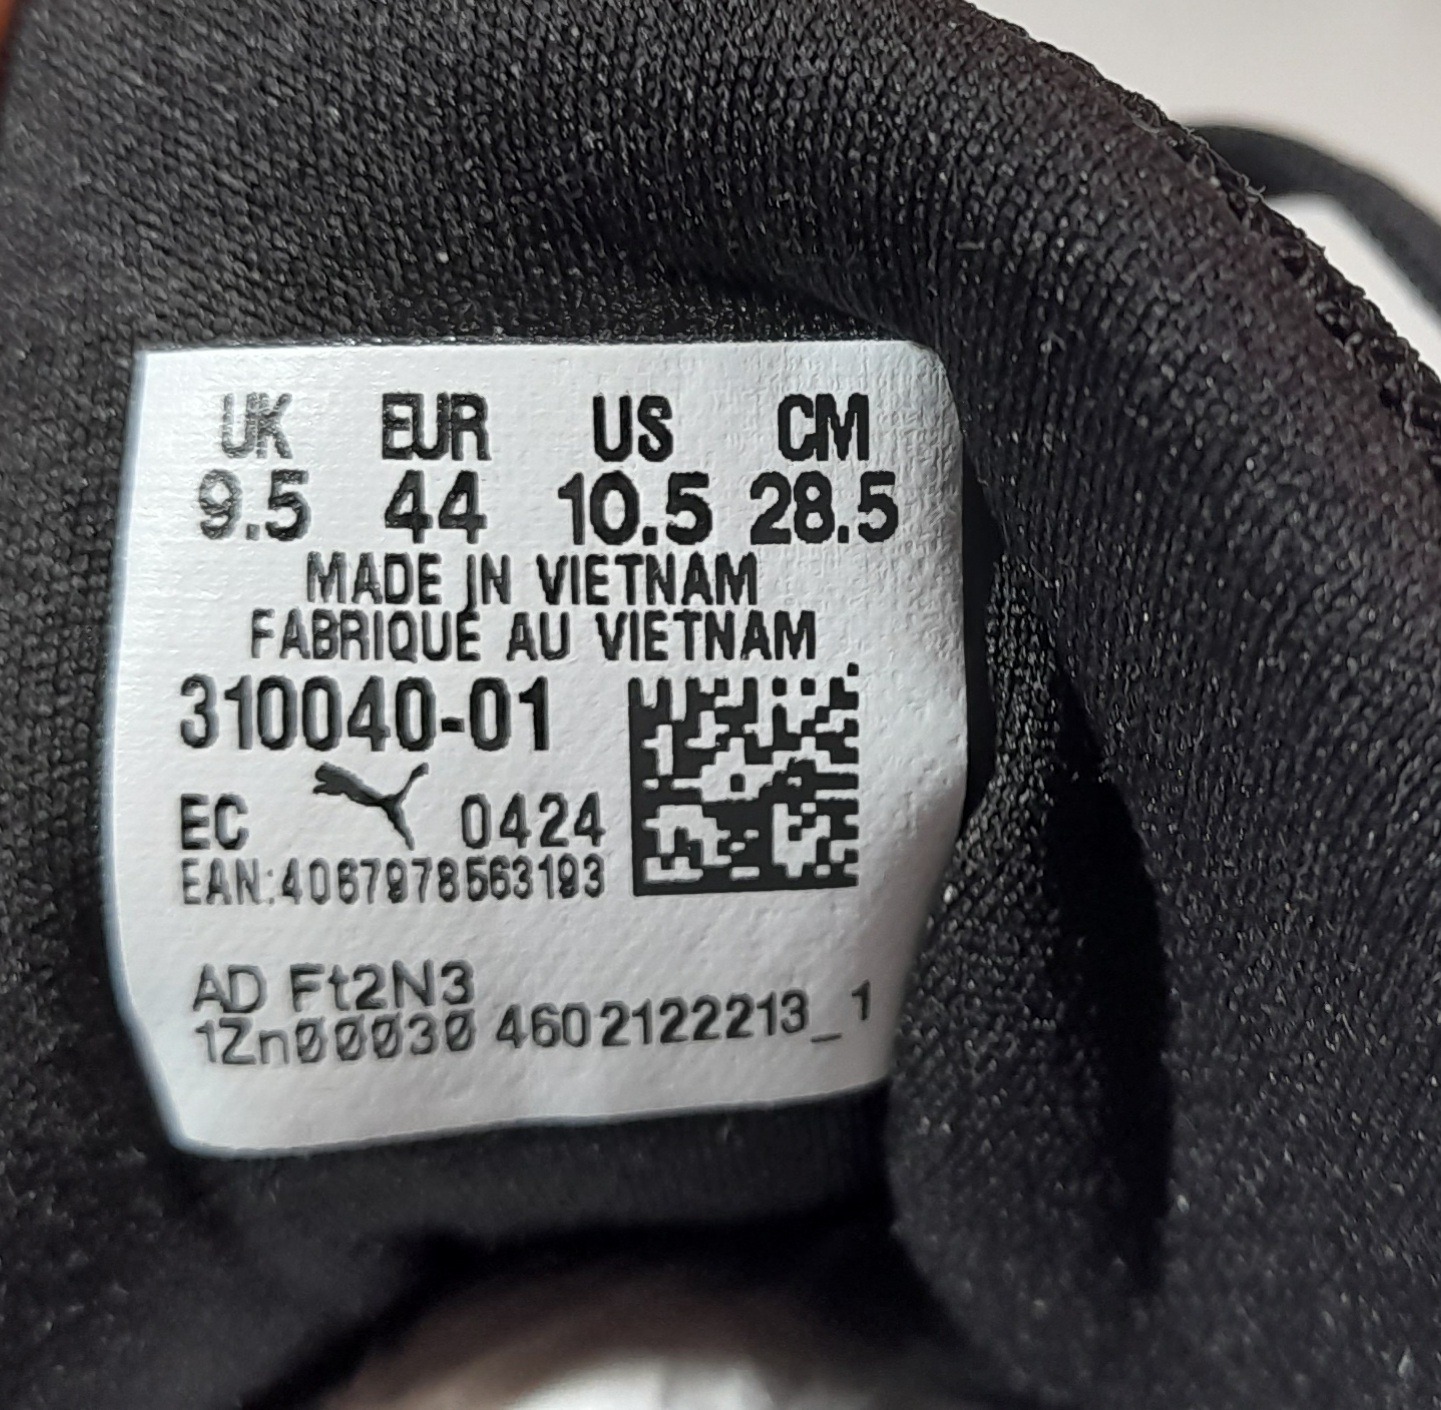 UK EUR US CM
9.5 44 10.5 28.5
MADE IN VIETNAM
FABRIQUÉ AU VIETNAM
310040-01
EC 0424
EAN:4067978563193
AD Ft2N3
1Zn00030 4602122213_1